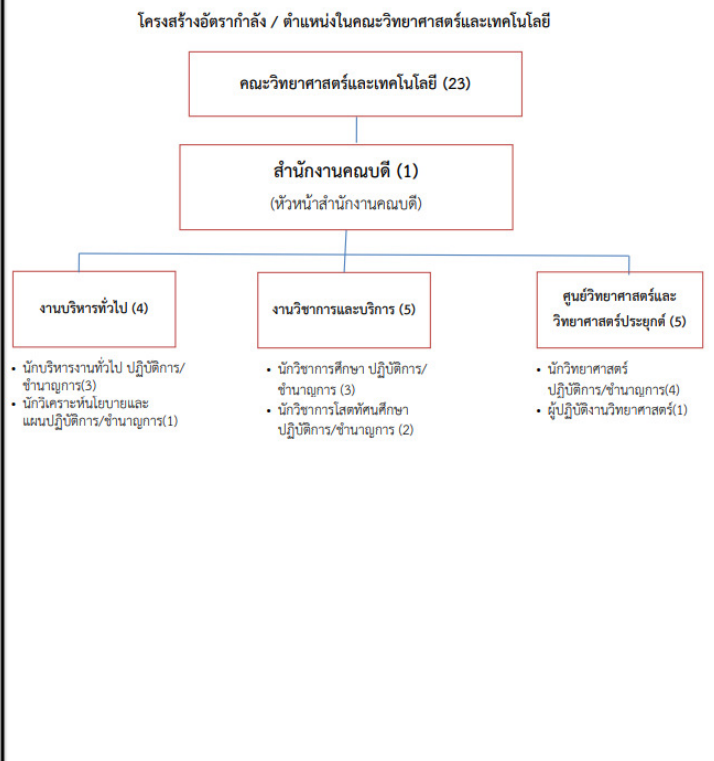 โครงสร้างอัตรากำลัง / ตำแหน่งในคณะวิทยาศาสตร์และเทคโนโลยี
คณะวิทยาศาสตร์และเทคโนโลยี (23)
สำนักงานคณบดี (1)
(หัวหน้าสำนักงานคณบดี)
งานบริหารทั่วไป (4)
• นักบริหารงานทั่วไป ปฏิบัติการ/
ชำนาญการ(3)
• นักวิเคราะห์นโยบายและ
แผนปฏิบัติการ/ชำนาญการ(1)
งานวิชาการและบริการ (5)
• นักวิชาการศึกษา ปฏิบัติการ/
ชำนาญการ (3)
• นักวิชาการโสตทัศนศึกษา
ปฏิบัติการ/ชำนาญการ (2)
ศูนย์วิทยาศาสตร์และ
วิทยาศาสตร์ประยุกต์ (5)
• นักวิทยาศาสตร์
ปฏิบัติการ/ชำนาญการ(4)
• ผู้ปฏิบัติงานวิทยาศาสตร์(1)